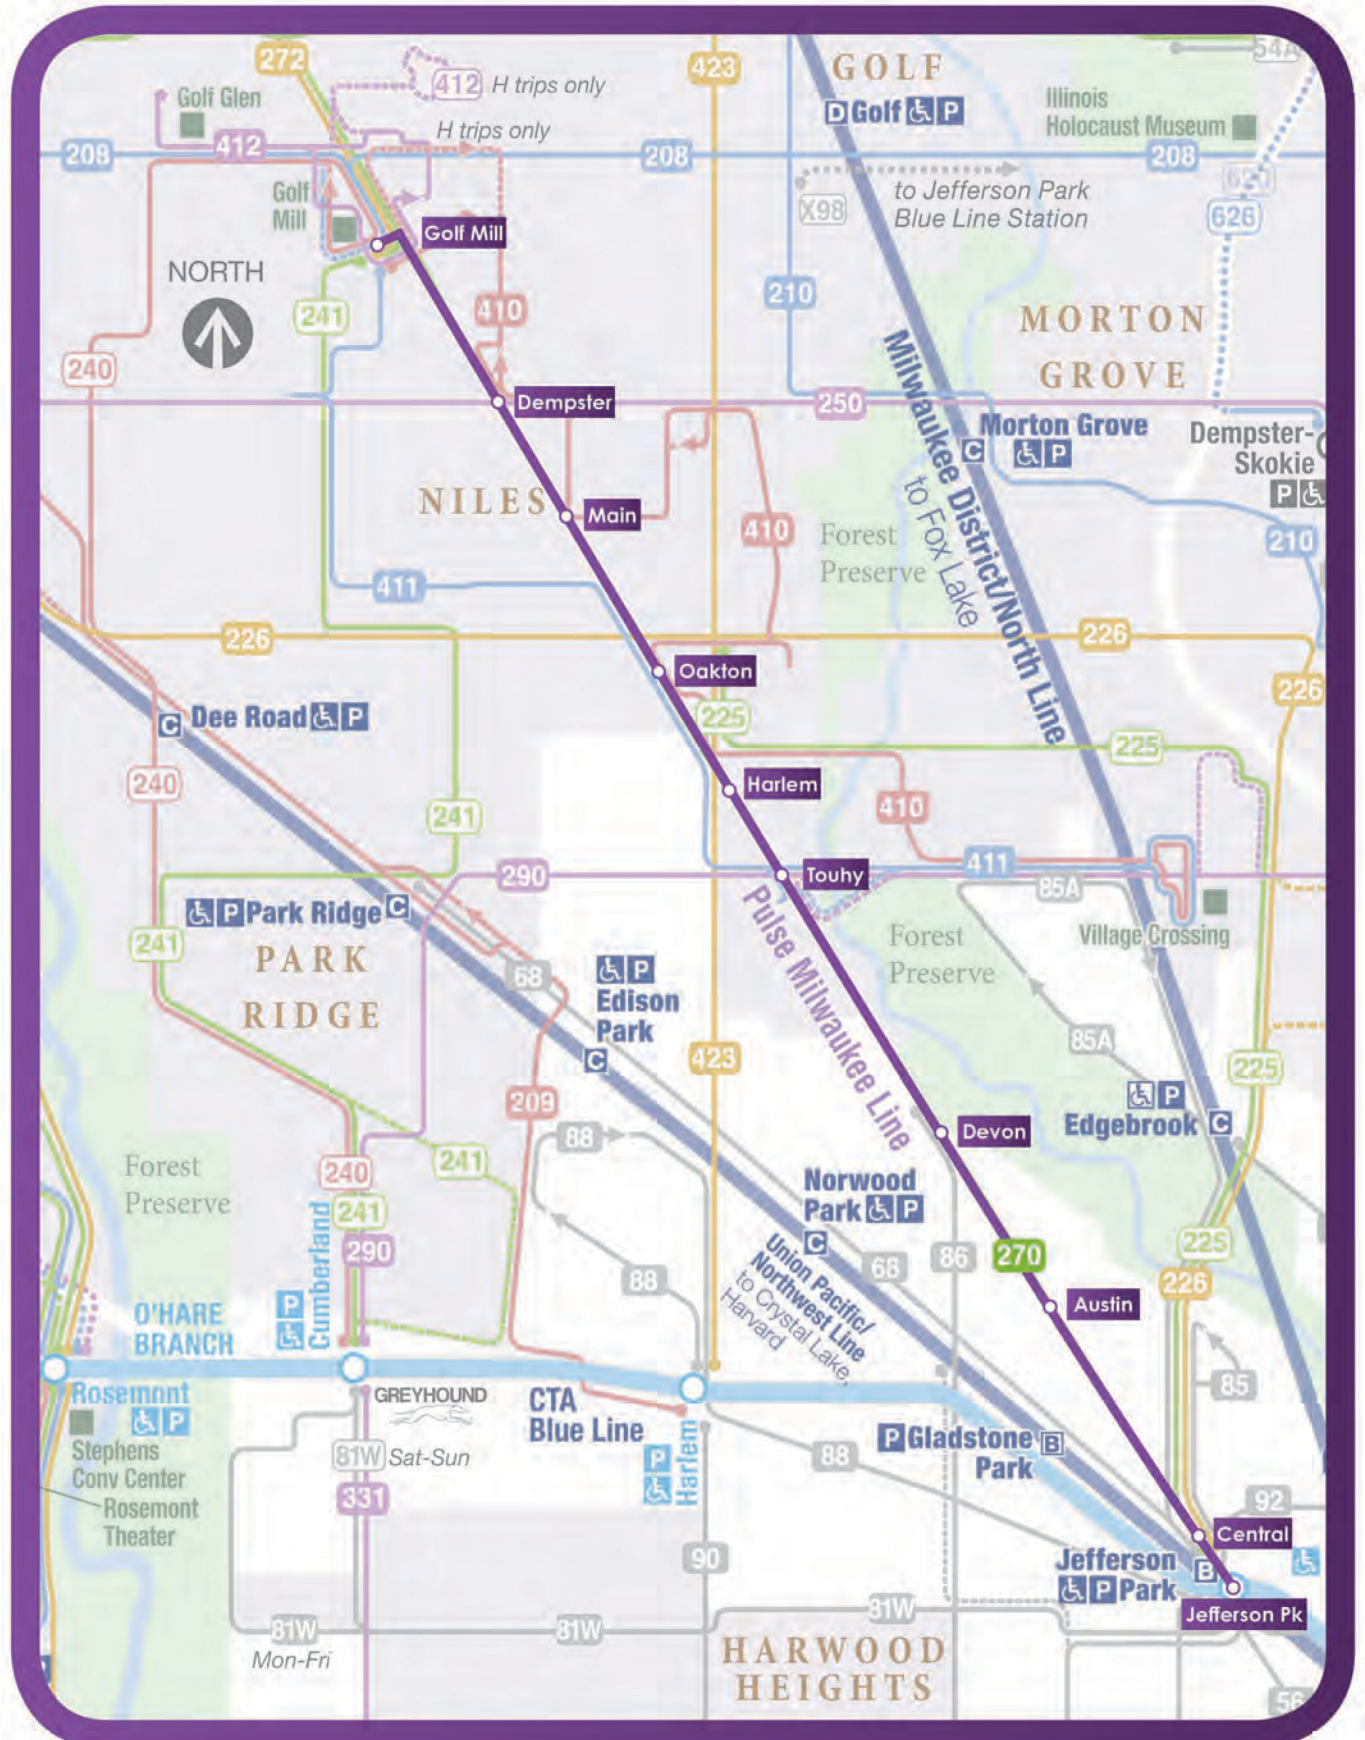 272
423
GOLF
54A
412
H trips only
D Golf P
Golf Glen
Illinois
Holocaust Museum
H trips only
208
412
208
208
to Jefferson Park
Blue Line Station
X98
Golf
Mill
626
Golf Mill
NORTH
241
410
210
MORTON
GROVE
240
Dempster
250
Milwaukee District/North Line
to Fox Lake
Morton Grove
C
P
Dempster-
Skokie
P
NILES
Main
410
Forest
Preserve
210
411
226
226
Oakton
226
C Dee Road P
225
225
240
Harlem
241
410
290
Touhy
411
85A
P Park Ridge C
241
PARK
RIDGE
Pulse Milwaukee Line
Forest
Preserve
Village Crossing
68
P
Edison
Park
C
423
85A
225
209
P
Edgebrook C
88
Devon
Forest
Preserve
240
241
Norwood
Park P
C
241
290
Cumberland
P
88
Union Pacific/
Northwest Line
to Crystal Lake,
Harvard
68
86
270
225
226
Austin
O'HARE
BRANCH
Rosemont
P
GREYHOUND
CTA
Blue Line
85
Stephens
Conv Center
Rosemont
Theater
81W Sat-Sun
331
Harlem
P
88
P Gladstone B
Park
92
Central
90
Jefferson
P Park
B
Jefferson Pk
81W
81W
81W
Mon-Fri
HARWOOD
HEIGHTS
56